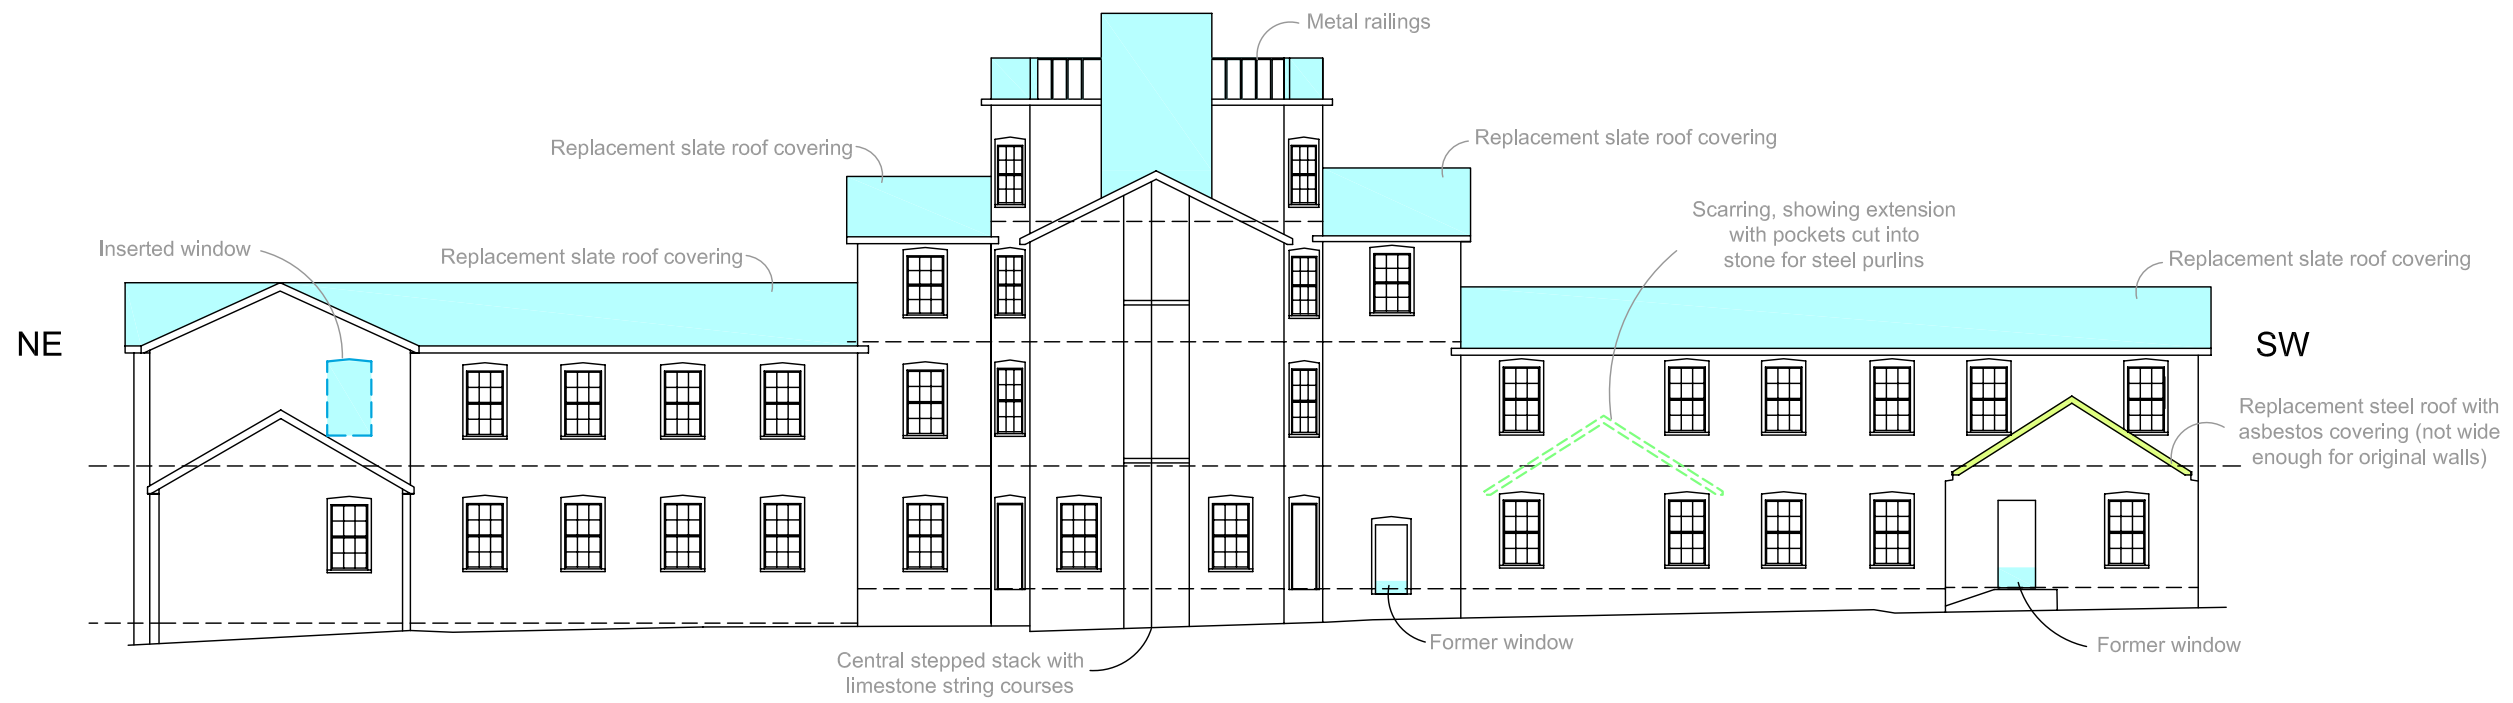 Metal railings
Replacement slate roof covering
Replacement slate roof covering
Scarring, showing extension
with pockets cut into
stone for steel purlins
Inserted window
Replacement slate roof covering
Replacement slate roof covering
NE
SW
Replacement steel roof with
asbestos covering (not wide
enough for original walls)
Former window
Former window
Central stepped stack with
limestone string courses